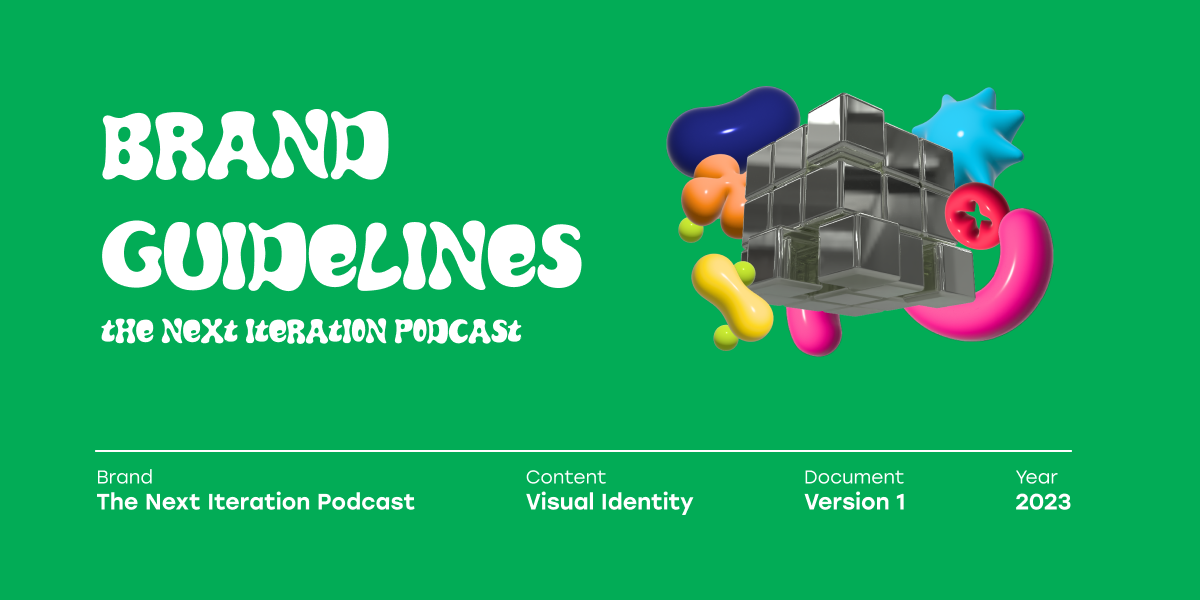 BRAND
GUIDeLINes
tHe NeXt IteRAtION PODCASt
Brand
The Next Iteration Podcast
Content
Visual Identity
Document
Version 1
Year
2023